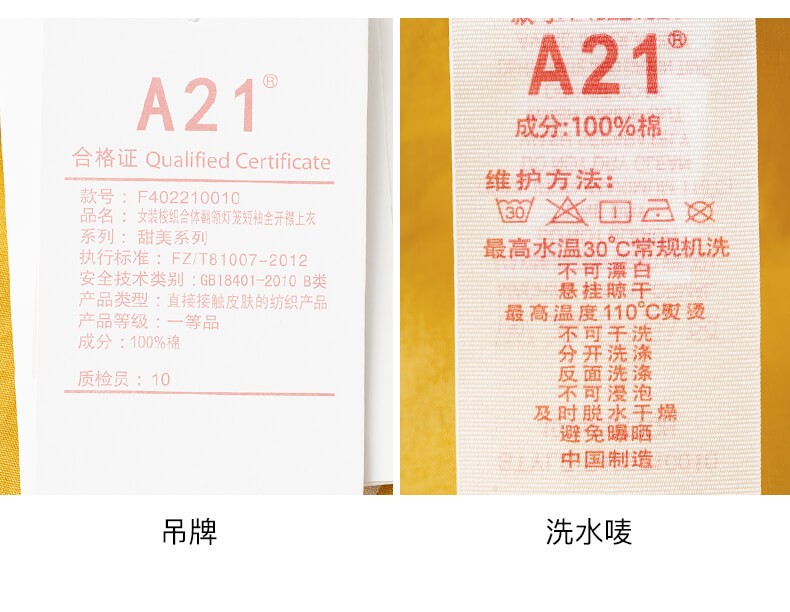 A21®
合格证 Qualified Certificate
款号：F402210010
品名：女装梭织合体翻领灯笼短袖全开襟上衣
系列：甜美系列
执行标准：FZ/T81007-2012
安全技术类别：GB18401-2010 B类
产品类型：直接接触皮肤的纺织产品
产品等级：一等品
成分：100%棉
质检员：10
吊牌
A21®
成分:100%棉
维护方法:
30
最高水温30°C常规机洗
不可漂白
悬挂晾干
最高温度110°C熨烫
不可干洗
分开洗涤
反面洗涤
不可浸泡
及时脱水干燥
避免曝晒
中国制造
洗水唛